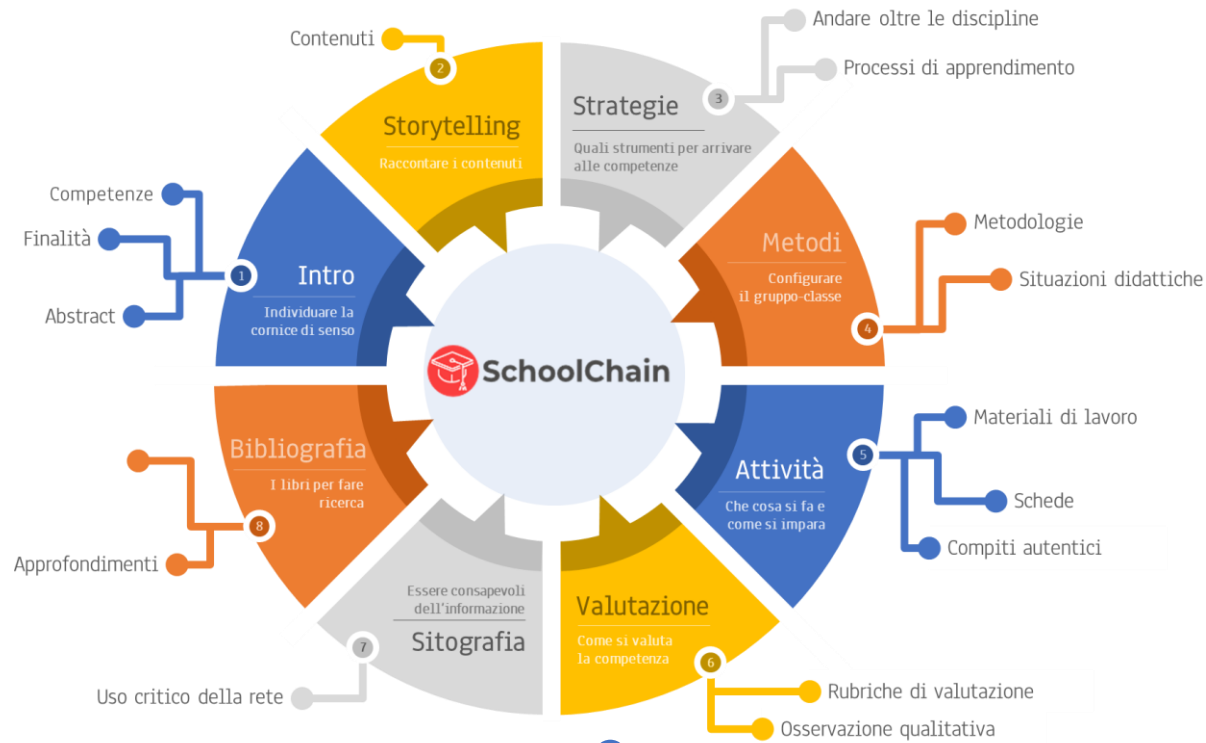 Competenze
Finalità
Abstract
1
Intro
Individuare la
cornice di senso
Contenuti
2
Storytelling
Raccontare i contenuti
Andare oltre le discipline
Processi di apprendimento
3
Strategie
Quali strumenti per arrivare
alle competenze
Metodologie
Situazioni didattiche
4
Metodi
Configurare
il gruppo-classe
Materiali di lavoro
Schede
Compiti autentici
5
Attività
Che cosa si fa e
come si impara
6
Valutazione
Come si valuta
la competenza
Rubriche di valutazione
Osservazione qualitativa
7
Essere consapevoli
dell'informazione
Sitografia
Uso critico della rete
8
Bibliografia
I libri per fare
ricerca
Approfondimenti
SchoolChain